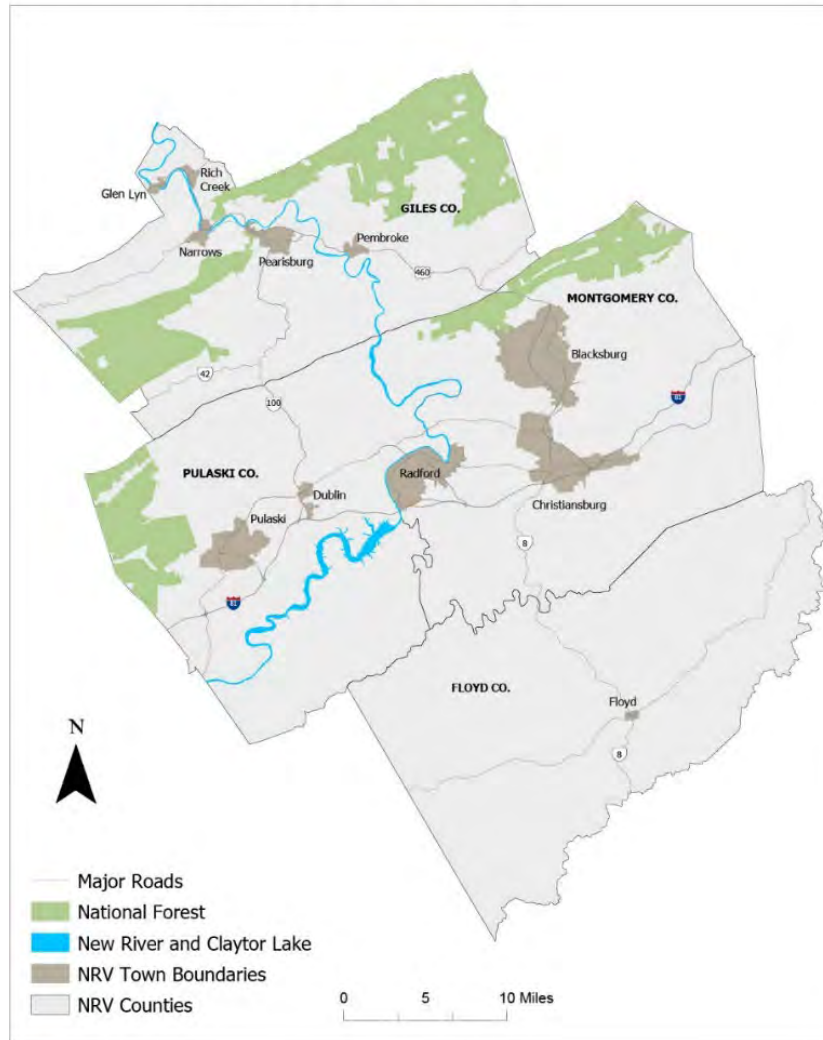 Rich
Creek
Glen Lyn
GILES CO.
Narrows
Pearisburg
Pembroke
460
MONTGOMERY CO.
Blacksburg
42
100
81
PULASKI CO.
Radford
Dublin
Pulaski
Christiansburg
8
81
FLOYD CO.
Floyd
8
N
Major Roads
National Forest
New River and Claytor Lake
NRV Town Boundaries
NRV Counties
0 5 10 Miles